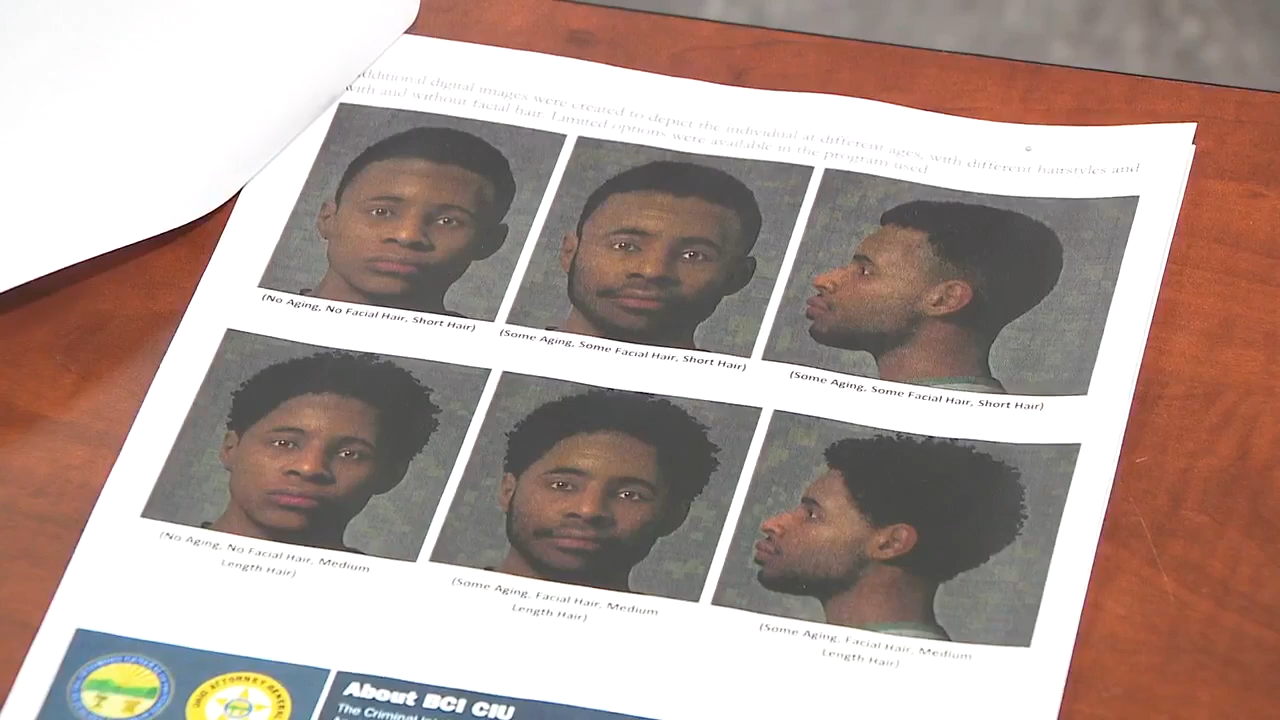 additional digital images were created to depict the individual at different ages, with different hairstyles and
with and without facial hair. Limited options were available in the program used
(No Aging, No Facial Hair, Short Hair)
(Some Aging, Some Facial Hair, Short Hair)
(Some Aging, Some Facial Hair, Short Hair)
(No Aging, No Facial Hair, Medium
Length Hair)
(Some Aging, Facial Hair, Medium
Length Hair)
(Some Aging, Facial Hair, Medium
Length Hair)
OHIO ATTORNEY GENERAL
About BCI CIU
The Criminal